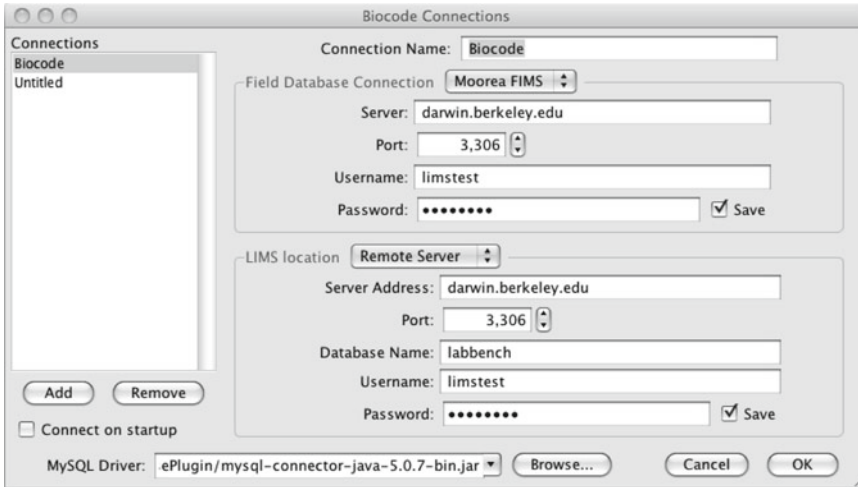 Biocode Connections
Connections
Biocode
Untitled
Add
Remove
Connect on startup
Connection Name: Biocode
Field Database Connection Moorea FIMS
Server: darwin.berkeley.edu
Port: 3,306
Username: limstest
Password: ••••••••
Save
LIMS location Remote Server
Server Address: darwin.berkeley.edu
Port: 3,306
Database Name: labbench
Username: limstest
Password: ••••••••
Save
MySQL Driver: .ePlugin/mysql-connector-java-5.0.7-bin.jar
Browse...
Cancel
OK